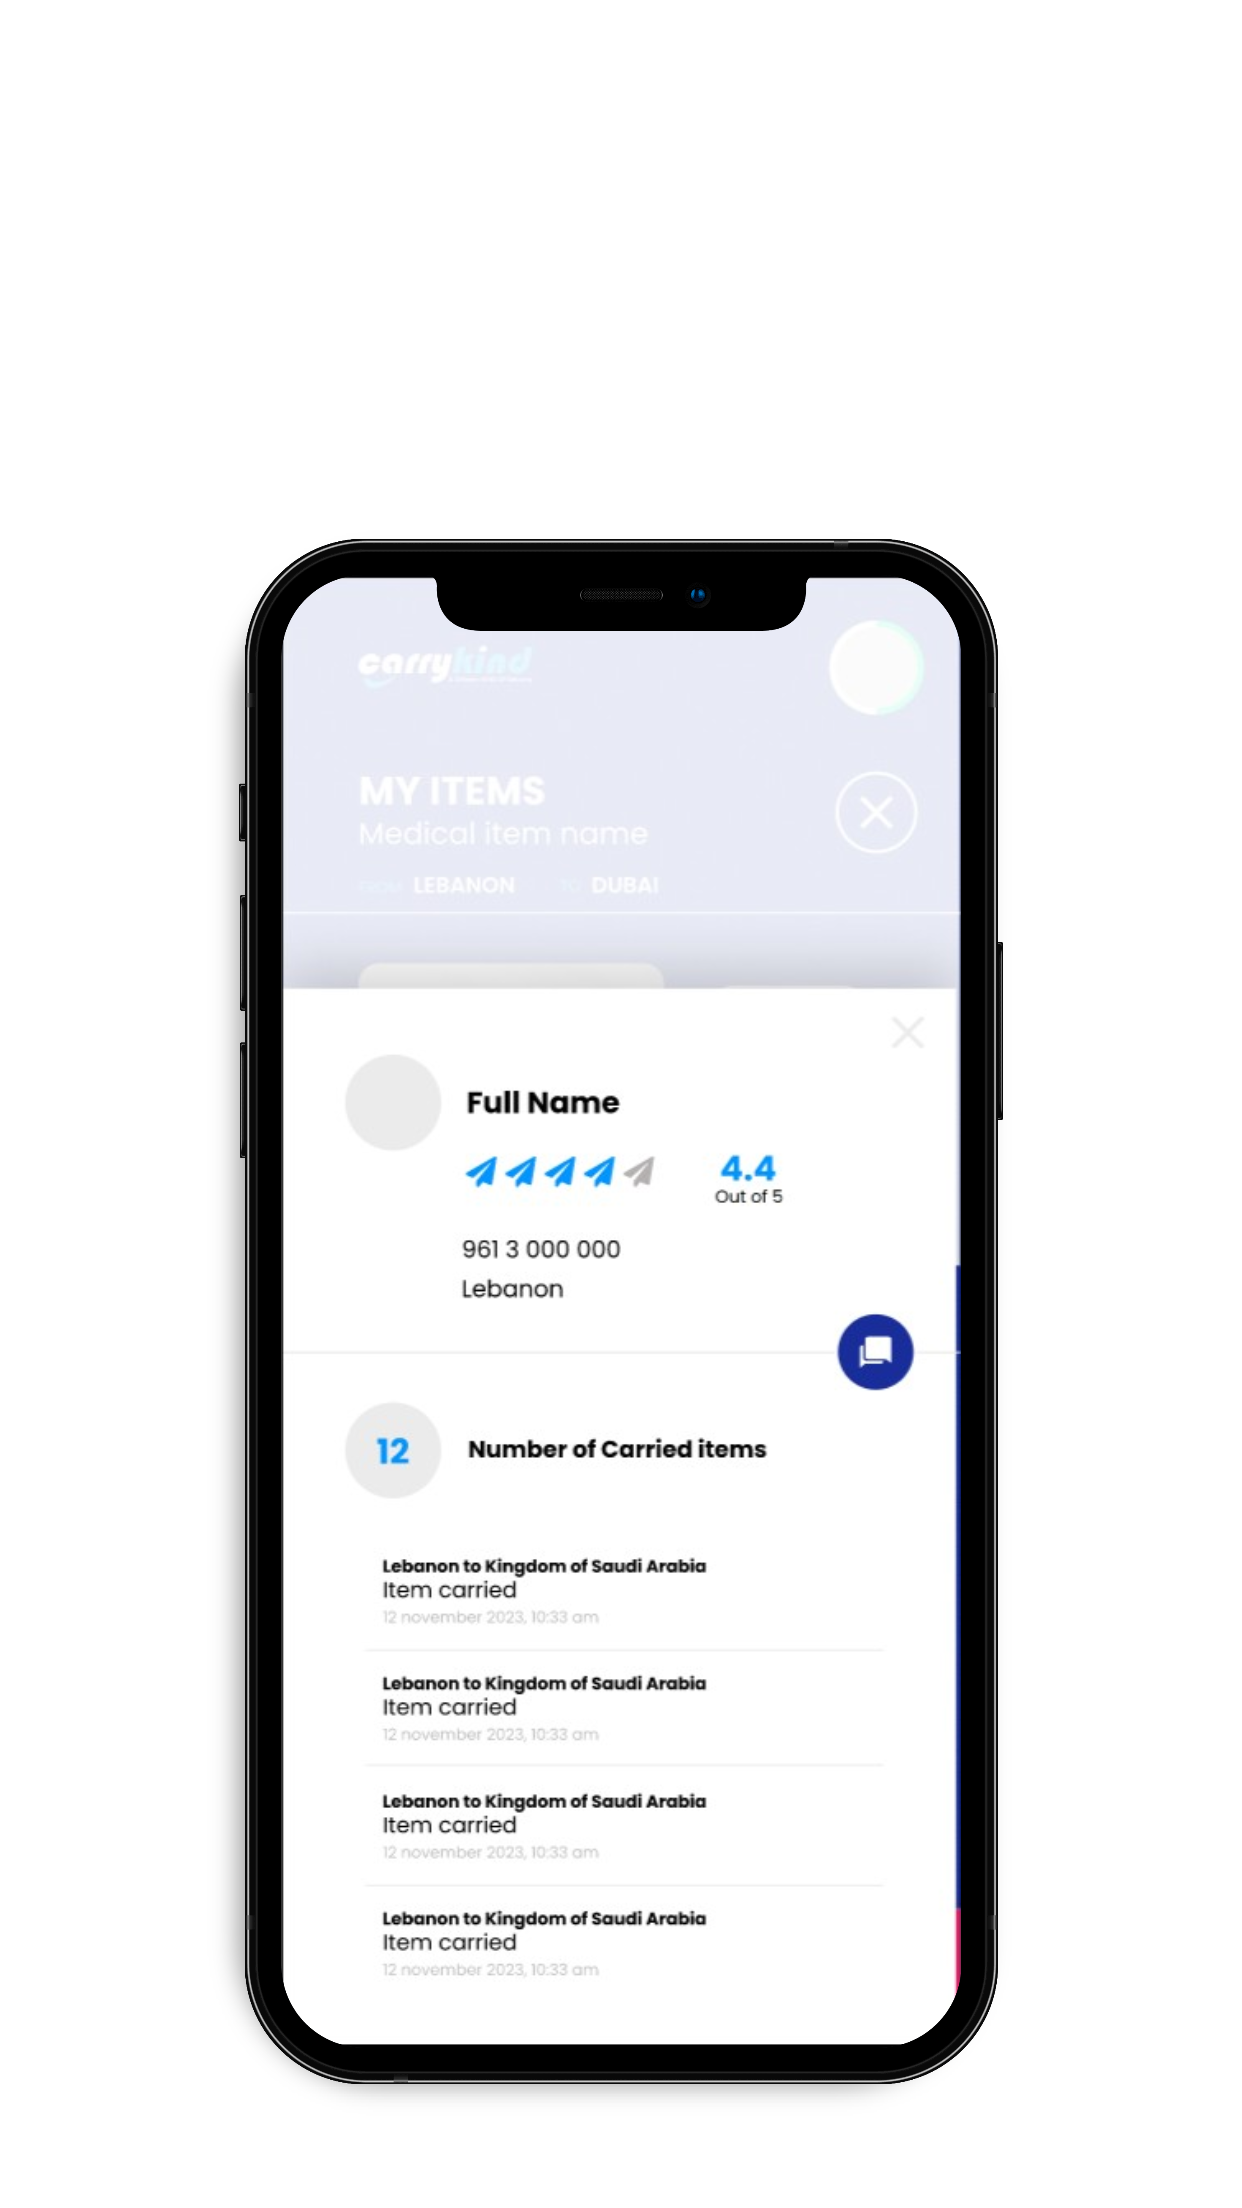 carrykind
MY ITEMS
Medical item name
FROM LEBANON TO DUBAI
Full Name
4.4
Out of 5
961 3 000 000
Lebanon
12
Number of Carried items
Lebanon to Kingdom of Saudi Arabia
Item carried
12 november 2023, 10:33 am
Lebanon to Kingdom of Saudi Arabia
Item carried
12 november 2023, 10:33 am
Lebanon to Kingdom of Saudi Arabia
Item carried
12 november 2023, 10:33 am
Lebanon to Kingdom of Saudi Arabia
Item carried
12 november 2023, 10:33 am